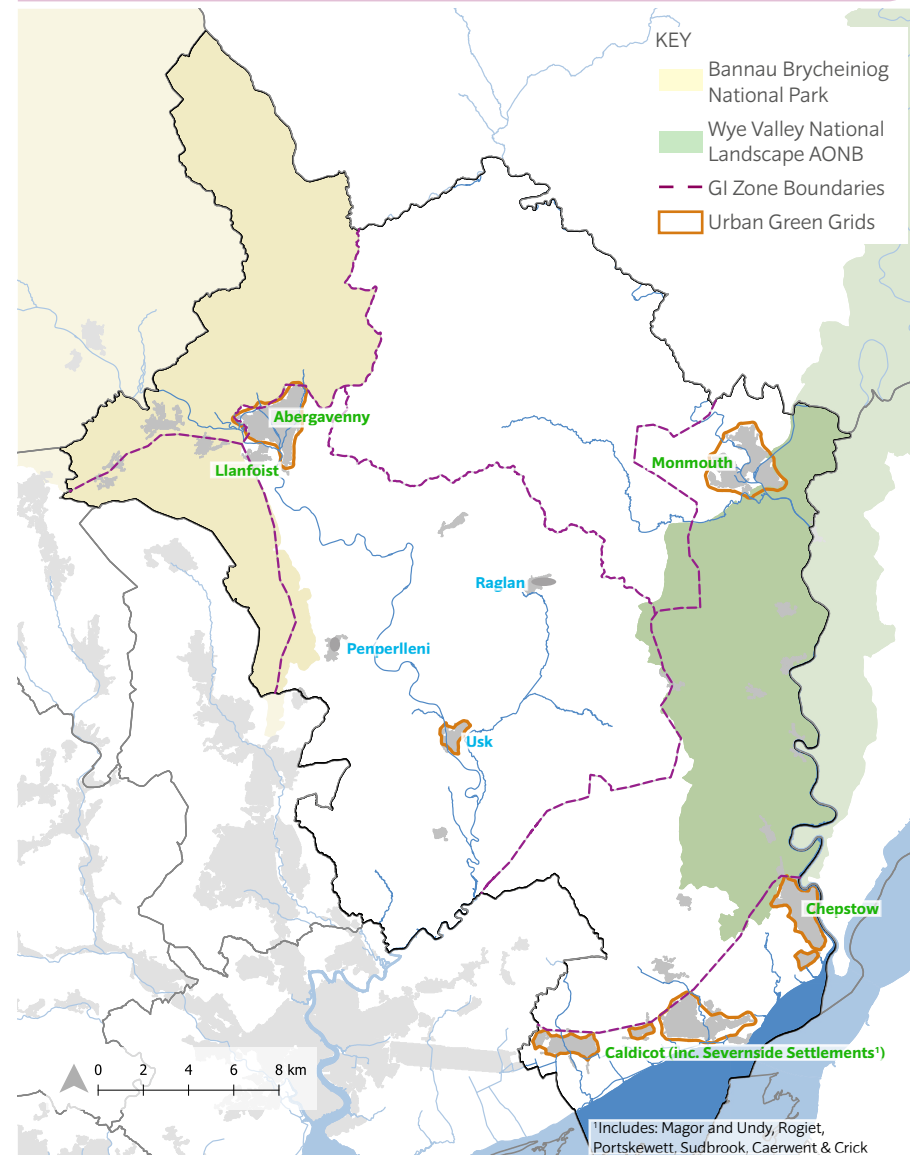 KEY
Bannau Brycheiniog
National Park
Wye Valley National
Landscape AONB
GI Zone Boundaries
Urban Green Grids
Abergavenny
Llanfoist
Monmouth
Raglan
Penperlleni
Usk
Chepstow
Caldicot (inc. Severnside Settlements¹)
0 2 4 6 8 km
¹Includes: Magor and Undy, Rogiet,
Portskewett, Sudbrook, Caerwent & Crick